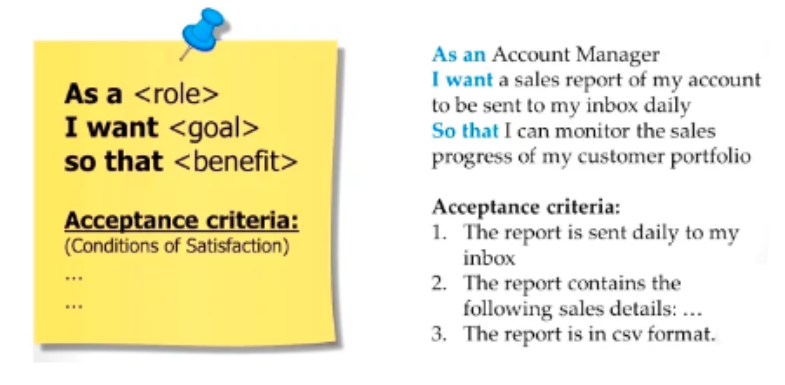 As a <role>
I want <goal>
so that <benefit>
Acceptance criteria:
(Conditions of Satisfaction)
...
...
As an Account Manager
I want a sales report of my account
to be sent to my inbox daily
So that I can monitor the sales
progress of my customer portfolio
Acceptance criteria:
1. The report is sent daily to my
inbox
2. The report contains the
following sales details: ...
3. The report is in csv format.